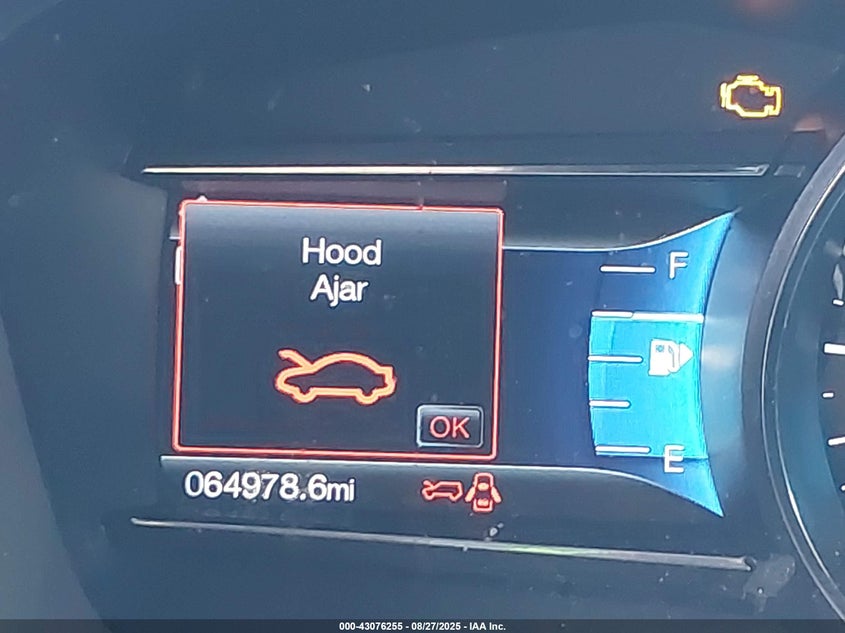 Hood
Ajar
OK
F
E
064978.6mi
000-43076255 - 08/27/2025 - IAA Inc.